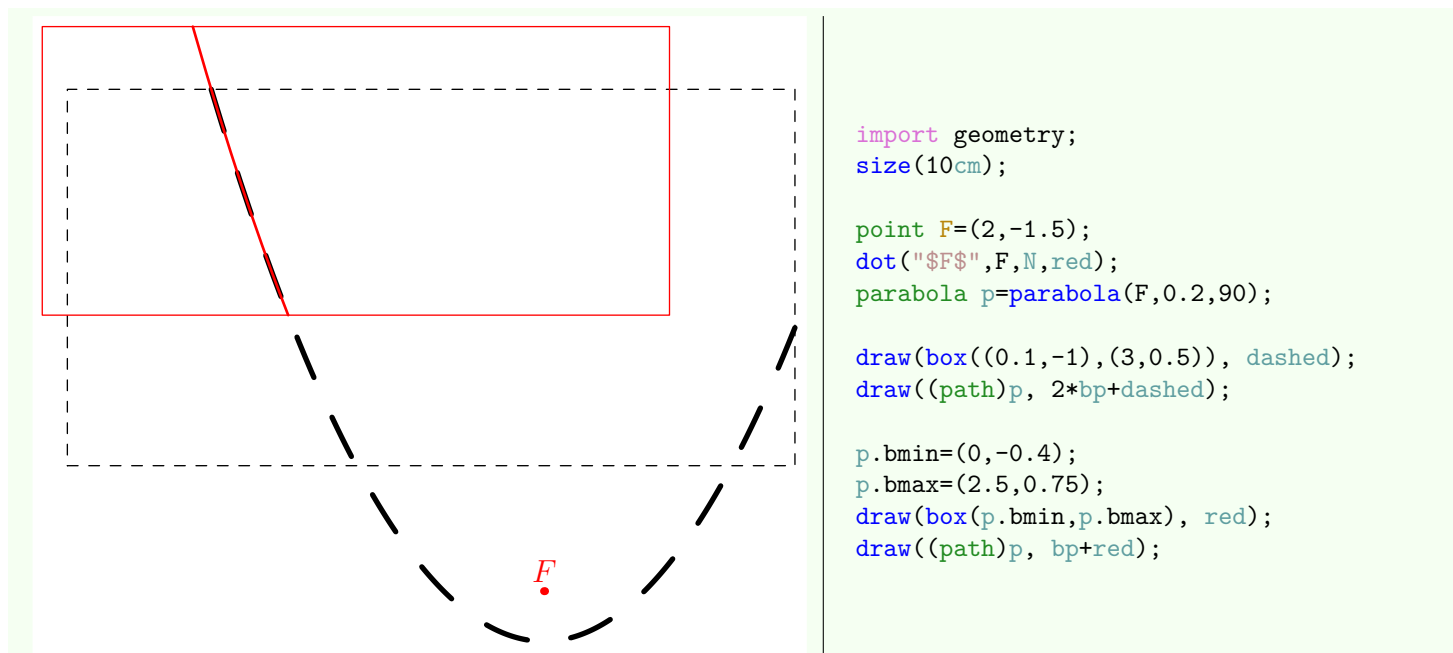 F
import geometry;
size(10cm);
point F=(2,-1.5);
dot("$F$",F,N,red);
parabola p=parabola(F,0.2,90);
draw(box((0.1,-1),(3,0.5)), dashed);
draw((path)p, 2*bp+dashed);
p.bmin=(0,-0.4);
p.bmax=(2.5,0.75);
draw(box(p.bmin,p.bmax), red);
draw((path)p, bp+red);